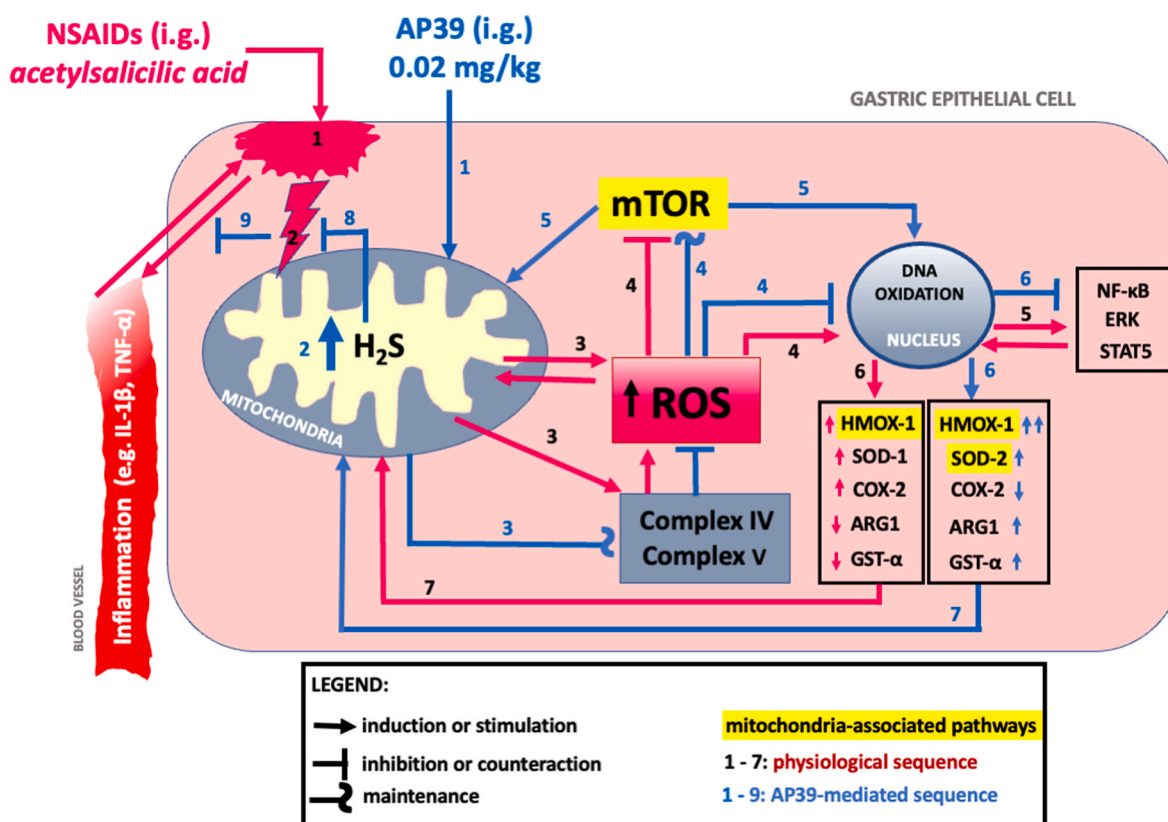 NSAIDs (i.g.)
acetylsalicilic acid
AP39 (i.g.)
0.02 mg/kg
GASTRIC EPITHELIAL CELL
1
1
2
9
8
mTOR
5
5
4
4
4
4
DNA
OXIDATION
NUCLEUS
6
5
NF-κB
ERK
STAT5
2
H2S
MITOCHONDRIA
3
ROS
3
3
Complex IV
Complex V
6
6
HMOX-1
SOD-1
COX-2
ARG1
GST-α
HMOX-1
SOD-2
COX-2
ARG1
GST-α
7
7
BLOOD VESSEL
Inflammation (e.g. IL-1β, TNF-α)
LEGEND:
induction or stimulation
inhibition or counteraction
maintenance
mitochondria-associated pathways
1 - 7: physiological sequence
1 - 9: AP39-mediated sequence